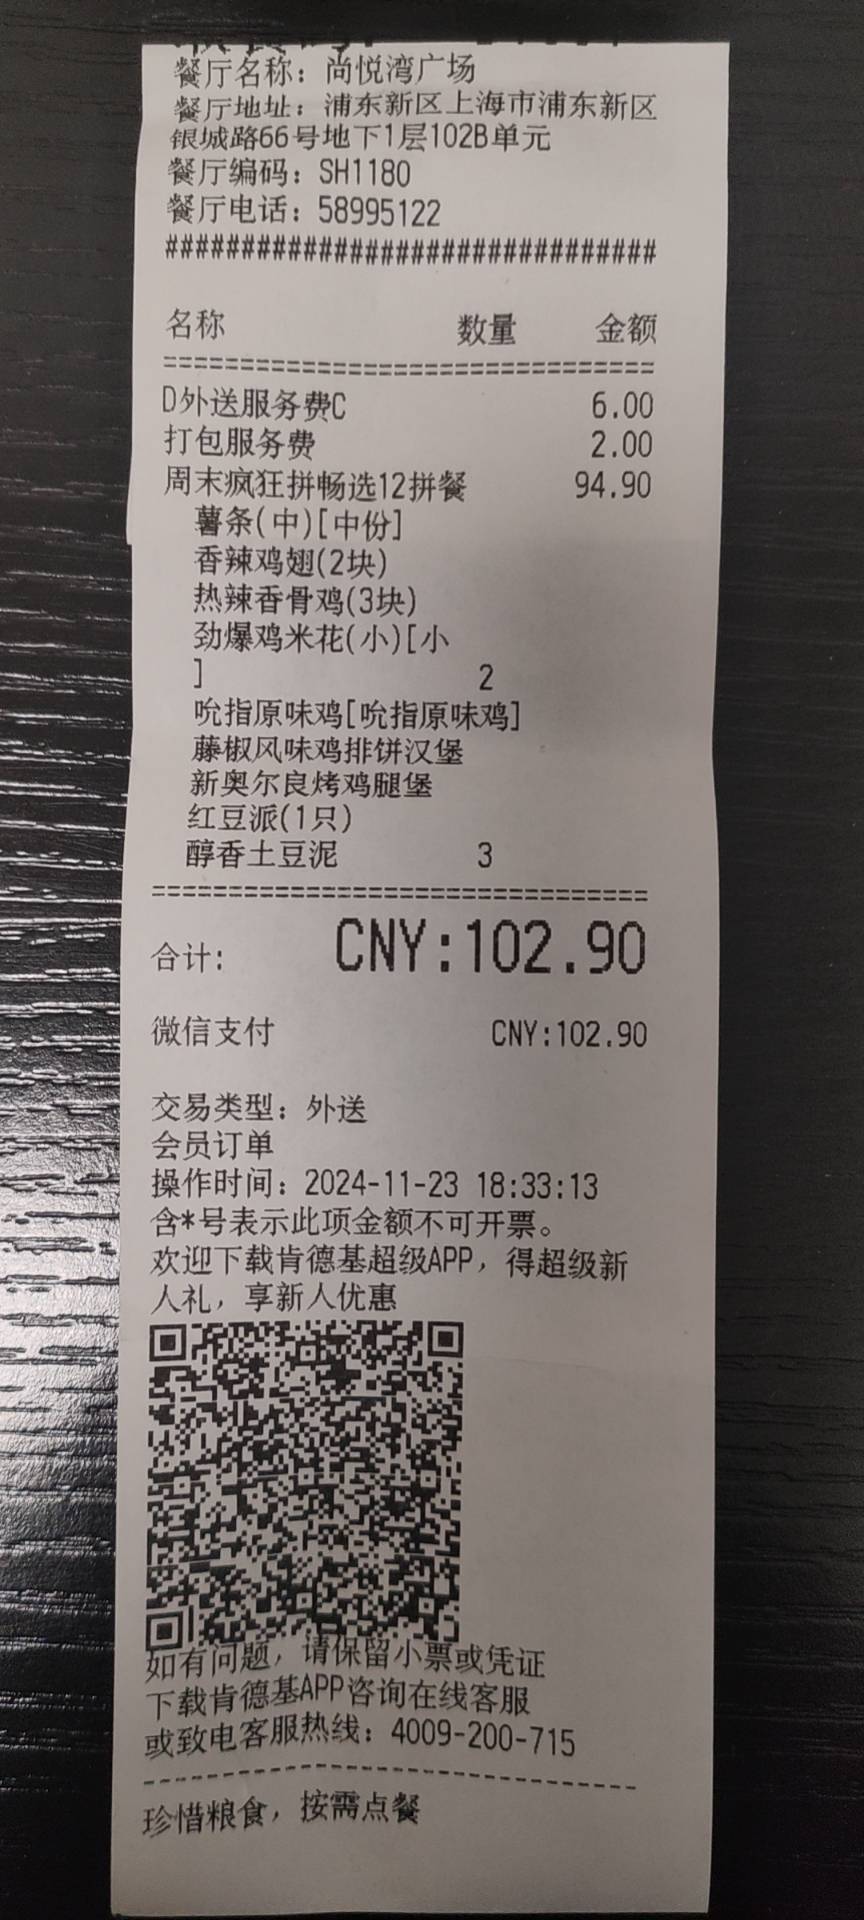 餐厅名称：尚悦湾广场
餐厅地址：浦东新区上海市浦东新区
银城路66号地下1层102B单元
餐厅编码：SH1180
餐厅电话：58995122
################################
名称 数量 金额
================================
D外送服务费C 6.00
打包服务费 2.00
周末疯狂拼畅选12拼餐 94.90
薯条(中)[中份]
香辣鸡翅(2块)
热辣香骨鸡(3块)
劲爆鸡米花(小)[小
] 2
吮指原味鸡[吮指原味鸡]
藤椒风味鸡排饼汉堡
新奥尔良烤鸡腿堡
红豆派(1只)
醇香土豆泥 3
================================
合计: CNY:102.90
微信支付 CNY:102.90
交易类型：外送
会员订单
操作时间：2024-11-23 18:33:13
含*号表示此项金额不可开票。
欢迎下载肯德基超级APP，得超级新
人礼，享新人优惠
如有问题，请保留小票或凭证
下载肯德基APP咨询在线客服
或致电客服热线：4009-200-715
--------------------------------
珍惜粮食，按需点餐